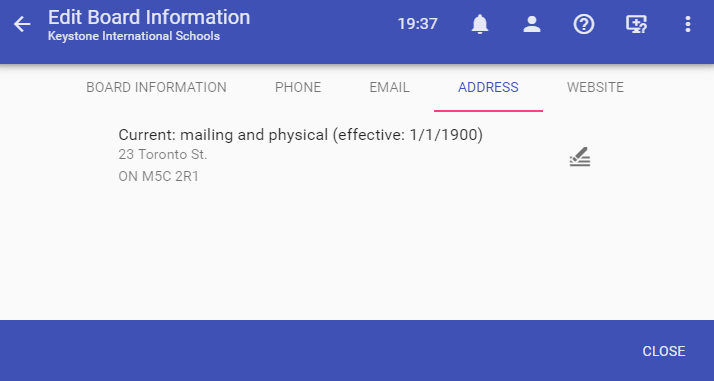 Edit Board Information
Keystone International Schools
19:37
BOARD INFORMATION PHONE EMAIL ADDRESS WEBSITE
Current: mailing and physical (effective: 1/1/1900)
23 Toronto St.
ON M5C 2R1
CLOSE